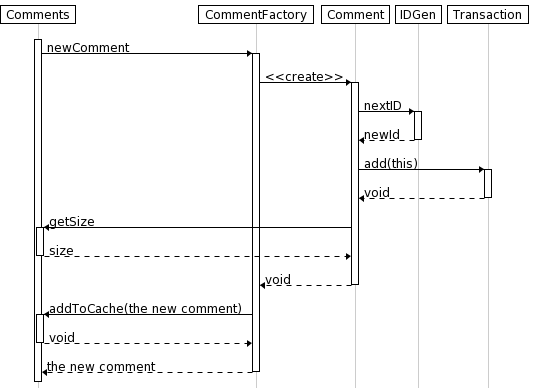 Comments
CommentFactory
Comment
IDGen
Transaction
newComment
<<create>>
nextID
newId
add(this)
void
getSize
size
void
addToCache(the new comment)
void
the new comment